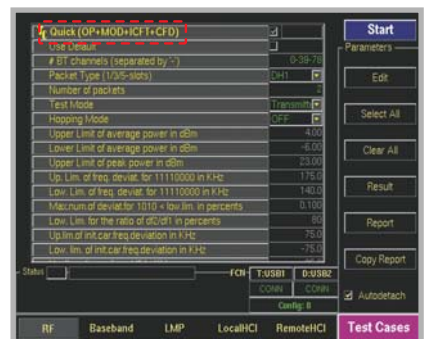 Quick (OP+MOD+ICFT+CFD)
Use Default
# BT channels (separated by '-') 0-39-78
Packet Type (1/3/5-slots) DH1
Number of packets 2
Test Mode Transmitt
Hopping Mode OFF
Upper Limit of average power in dBm 4.00
Lower Limit of average power in dBm -6.00
Upper Limit of peak power in dBm 23.00
Up. Lim. of freq. deviat. for 11110000 in KHz 175.0
Low. Lim. of freq. deviat. for 11110000 in KHz 140.0
Max.num.of deviat.for 1010 < low.lim. in percents 0.100
Low. Lim. for the ratio of df2/df1 in percents 80
Up.lim.of init.car.freq.deviation in KHz 75.0
Low. lim. of init.car.freq.deviation in KHz -75.0
Status FCN T:USB1 D:USB2
CONN CONN
Config: 8
RF Baseband LMP LocalHCI RemoteHCI
Start
Parameters
Edit
Select All
Clear All
Result
Report
Copy Report
Autodetach
Test Cases